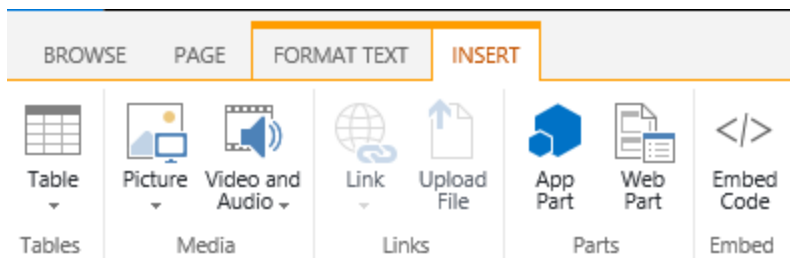 BROWSE PAGE FORMAT TEXT INSERT
Table Picture Video and Audio Link Upload File App Part Web Part Embed Code
Tables Media Links Parts Embed